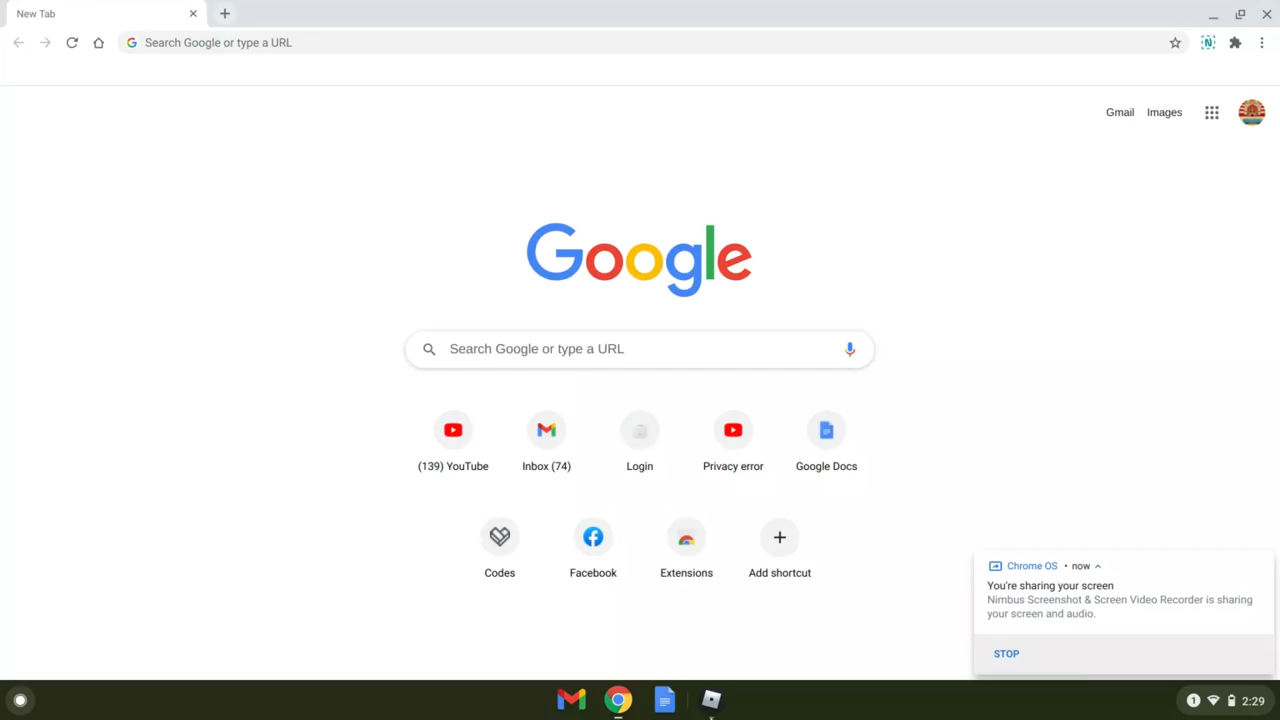 New Tab
Search Google or type a URL
N
Gmail
Images
Google
Search Google or type a URL
(139) YouTube
Inbox (74)
Login
Privacy error
Google Docs
Codes
Facebook
Extensions
Add shortcut
Chrome OS • now
You're sharing your screen
Nimbus Screenshot & Screen Video Recorder is sharing
your screen and audio.
STOP
1
2:29